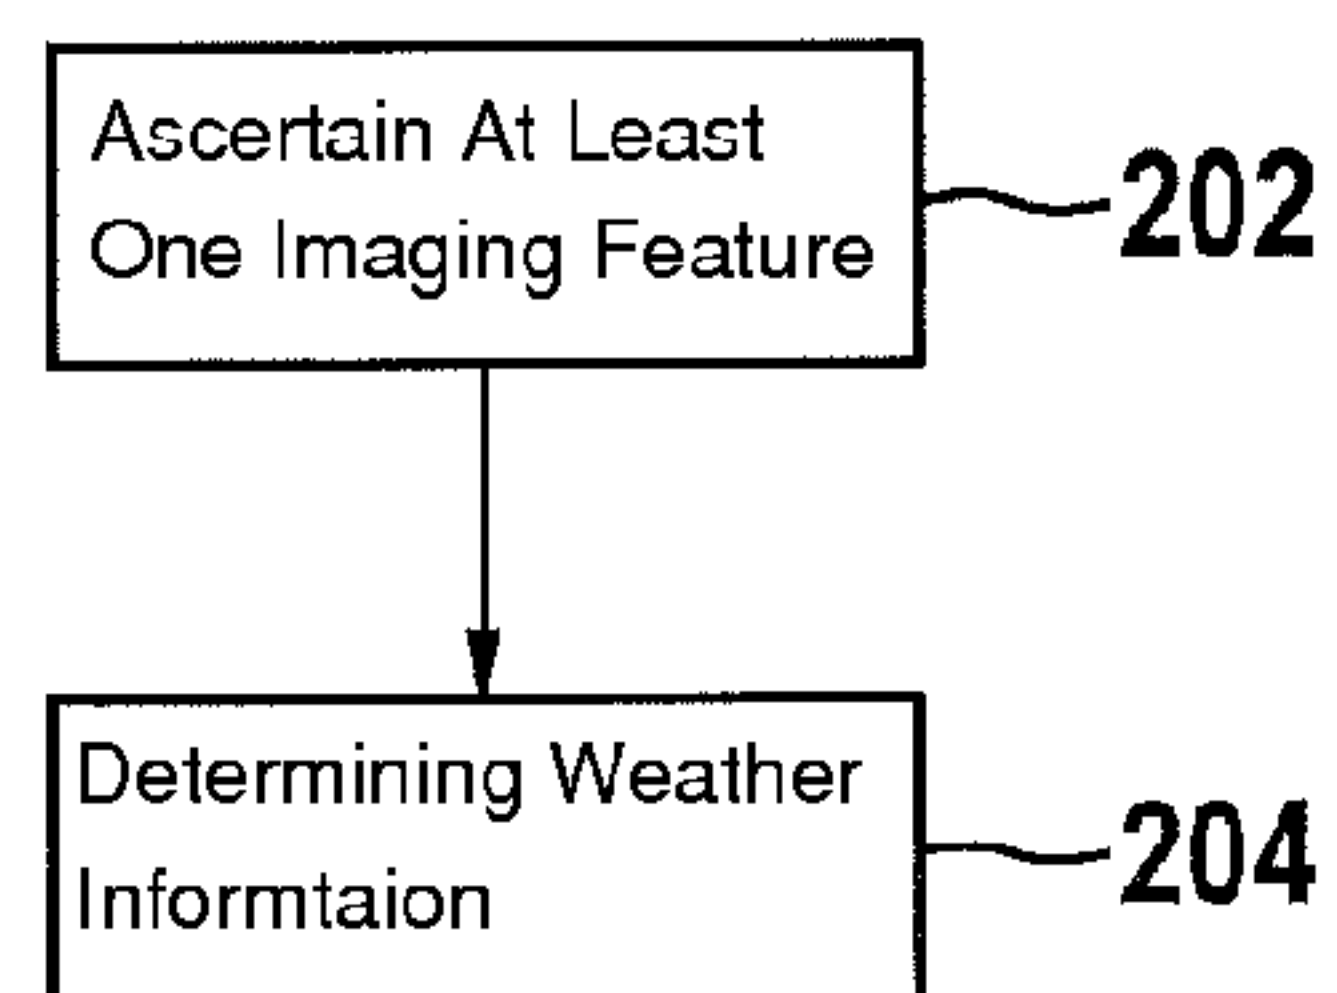 Ascertain At Least
One Imaging Feature
202
Determining Weather
Informtaion
204